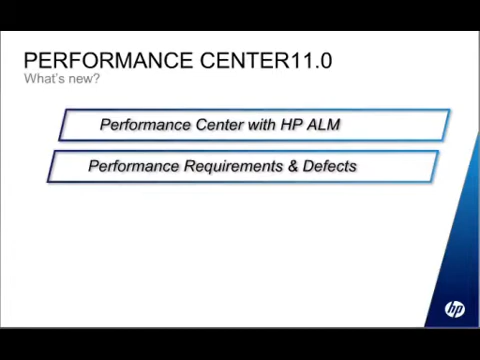 PERFORMANCE CENTER11.0
What's new?
Performance Center with HP ALM
Performance Requirements & Defects
hp